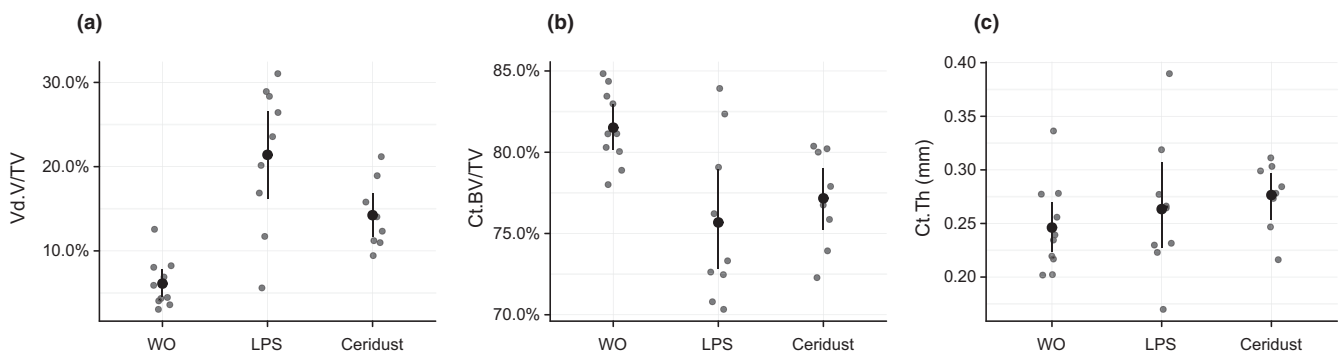 (a)
Vd.V/TV
30.0%
20.0%
10.0%
WO LPS Ceridust
(b)
Ct.BV/TV
85.0%
80.0%
75.0%
70.0%
WO LPS Ceridust
(c)
Ct.Th (mm)
0.40
0.35
0.30
0.25
0.20
WO LPS Ceridust